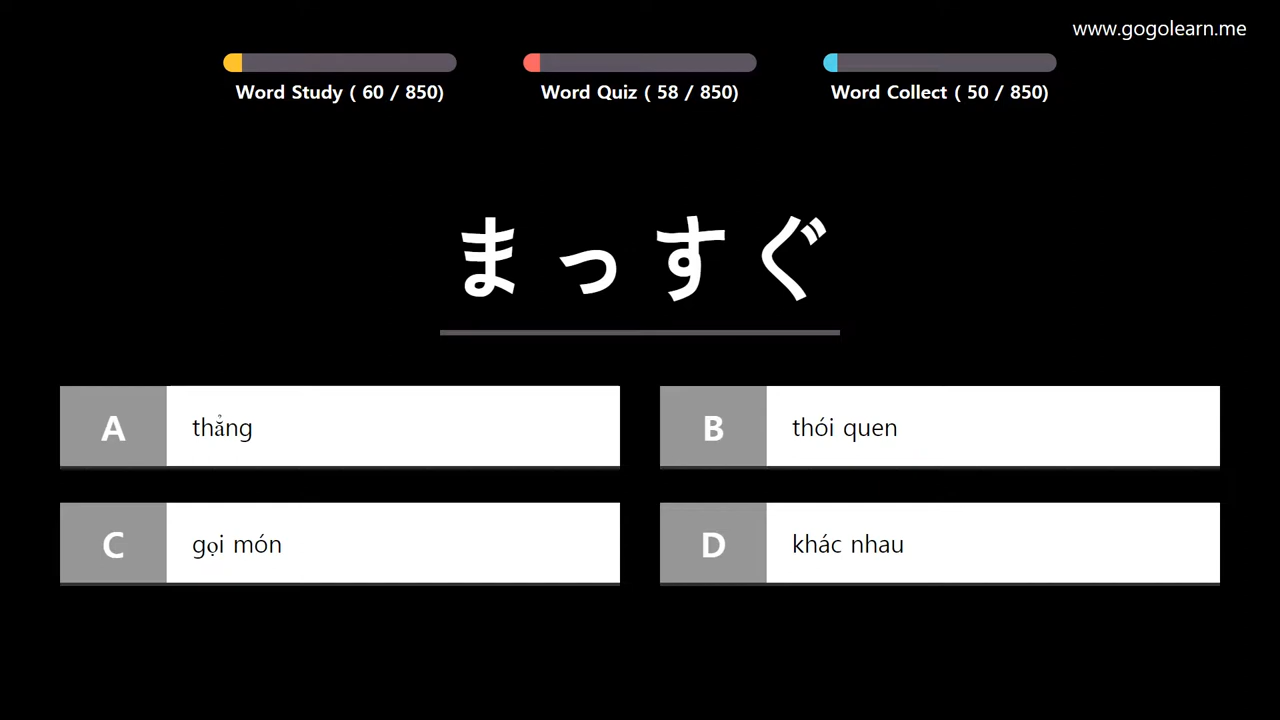 www.gogolearn.me
Word Study ( 60 / 850)
Word Quiz ( 58 / 850)
Word Collect ( 50 / 850)
まっすぐ
A thẳng
B thói quen
C gọi món
D khác nhau